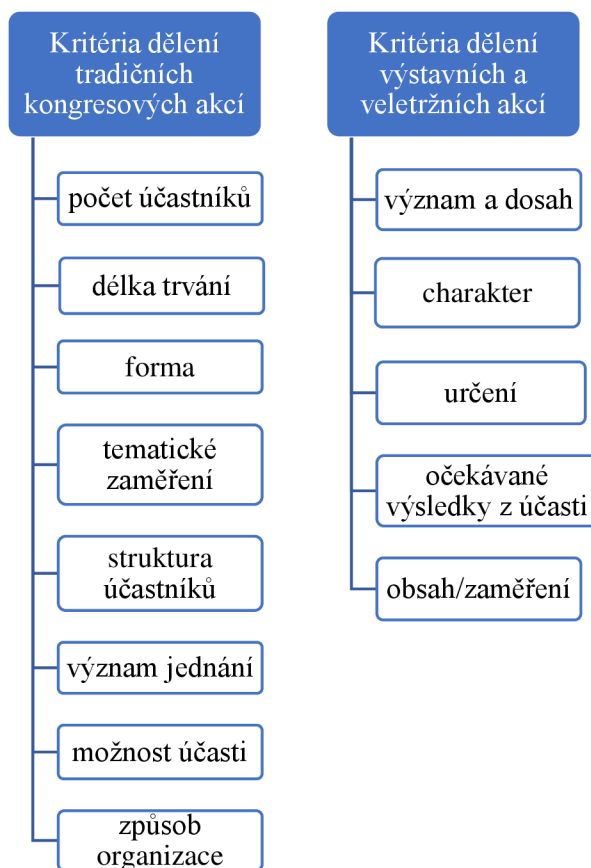 Kritéria dělení
tradičních
kongresových akcí
počet účastníků
délka trvání
forma
tematické
zaměření
struktura
účastníků
význam jednání
možnost účasti
způsob
organizace
Kritéria dělení
výstavních a
veletržních akcí
význam a dosah
charakter
určení
očekávané
výsledky z účasti
obsah/zaměření